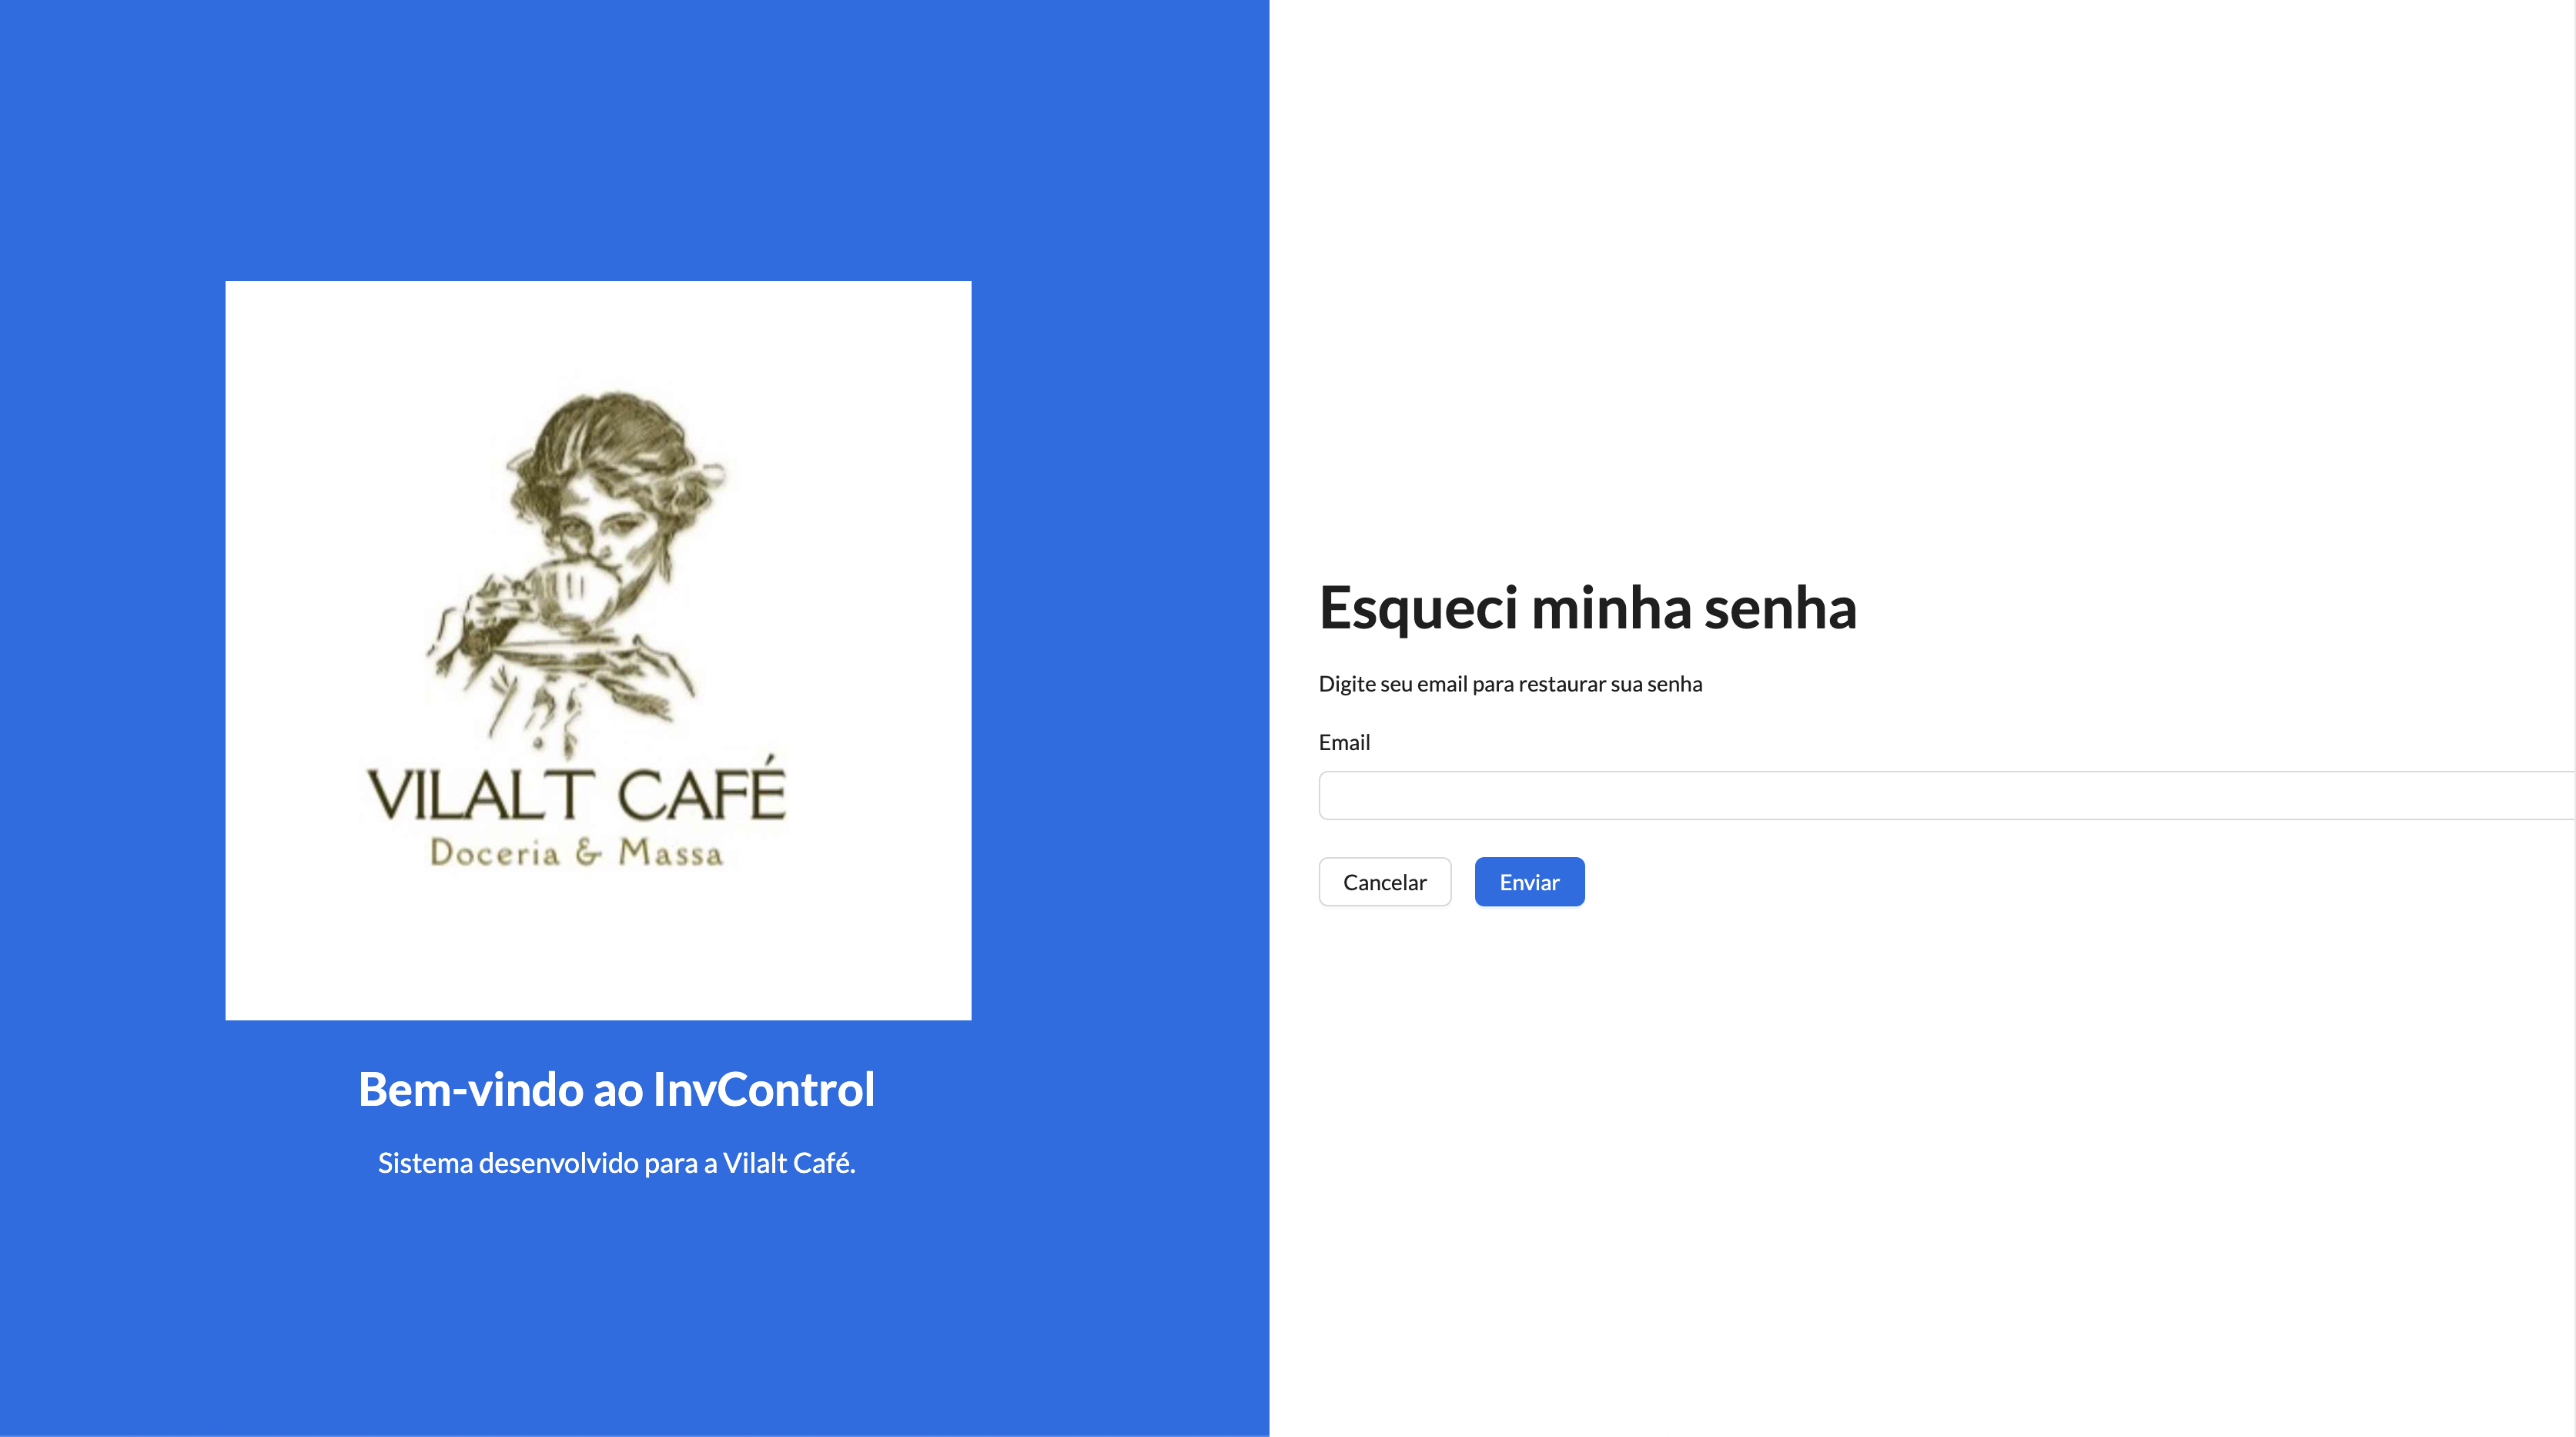 VILALT CAFÉ
Doceria & Massa
Bem-vindo ao InvControl
Sistema desenvolvido para a Vilalt Café.
Esqueci minha senha
Digite seu email para restaurar sua senha
Email
Cancelar
Enviar